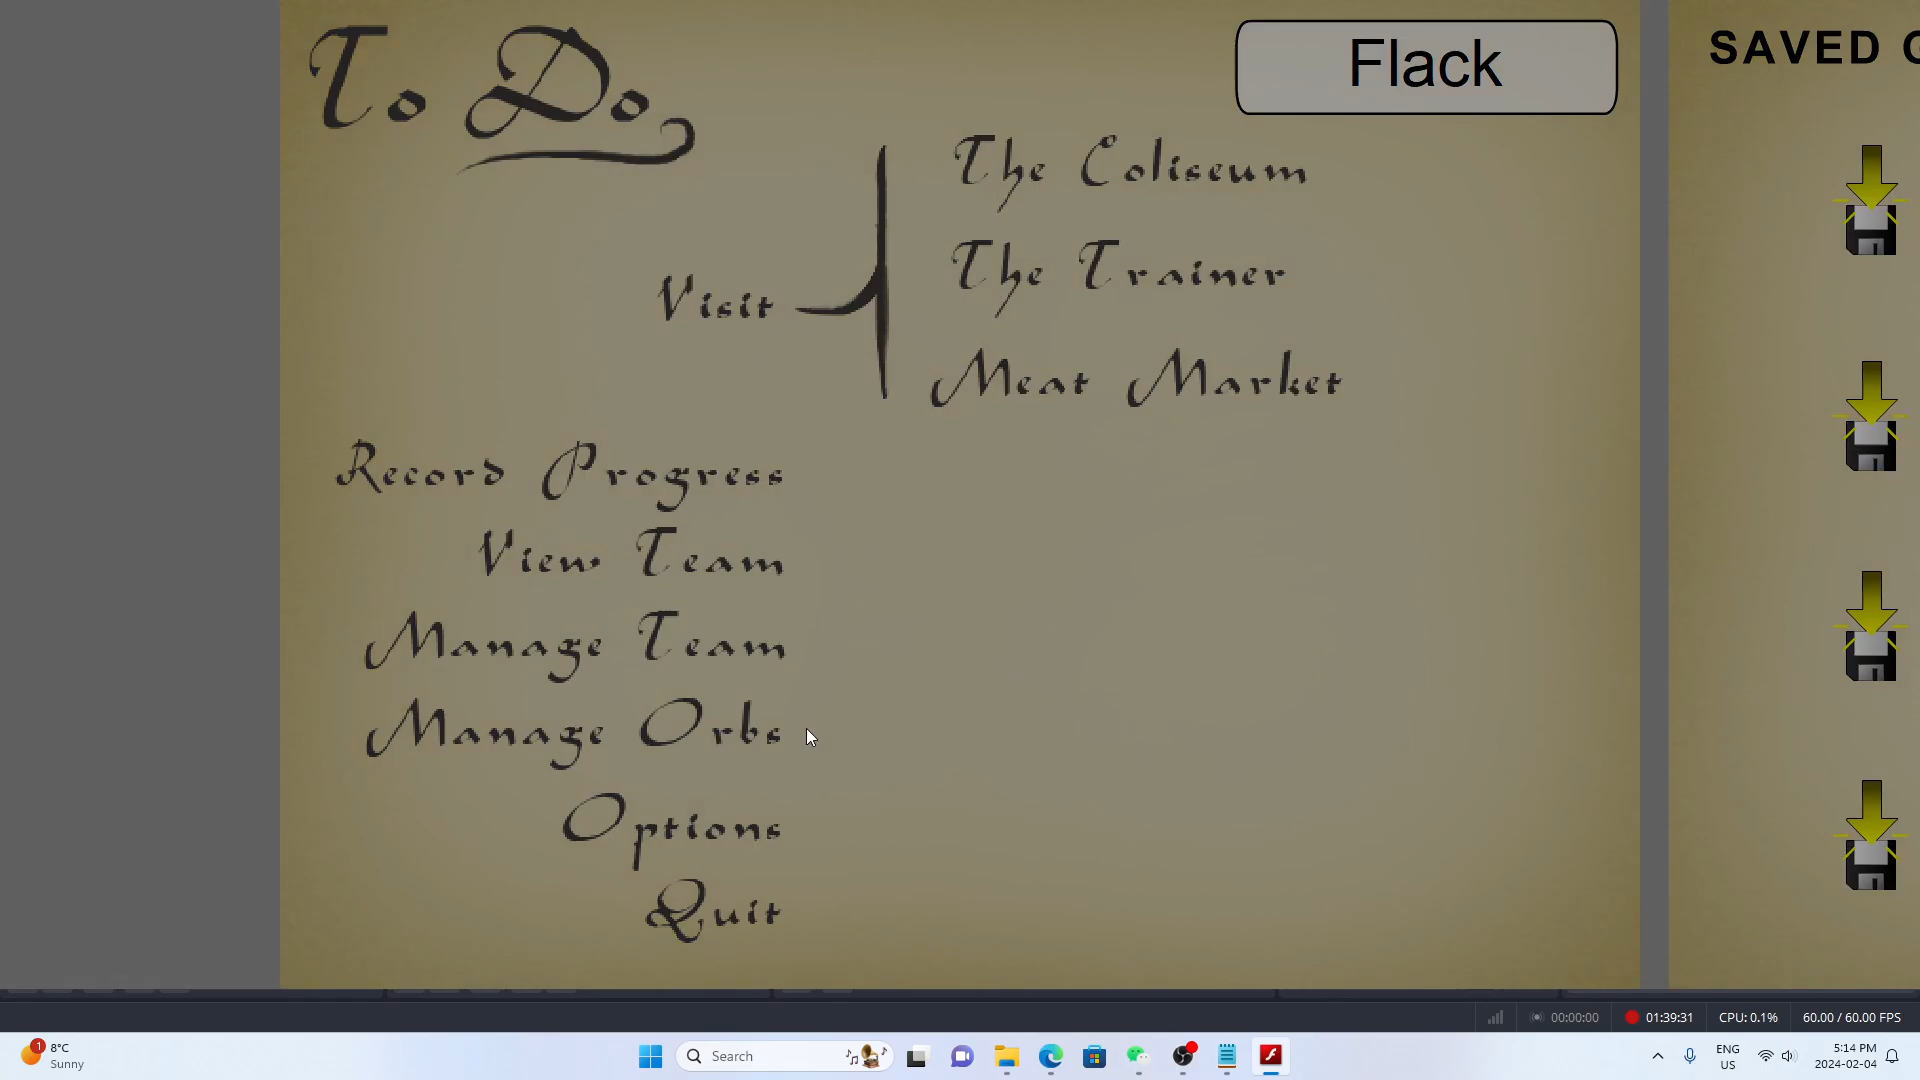 To Do
Flack
SAVED G
The Coliseum
The Trainer
Visit
Meat Market
Record Progress
View Team
Manage Team
Manage Orbs
Options
Quit
00:00:00
01:39:31
CPU: 0.1%
60.00 / 60.00 FPS
1
8°C
Sunny
Search
ENG
US
5:14 PM
2024-02-04